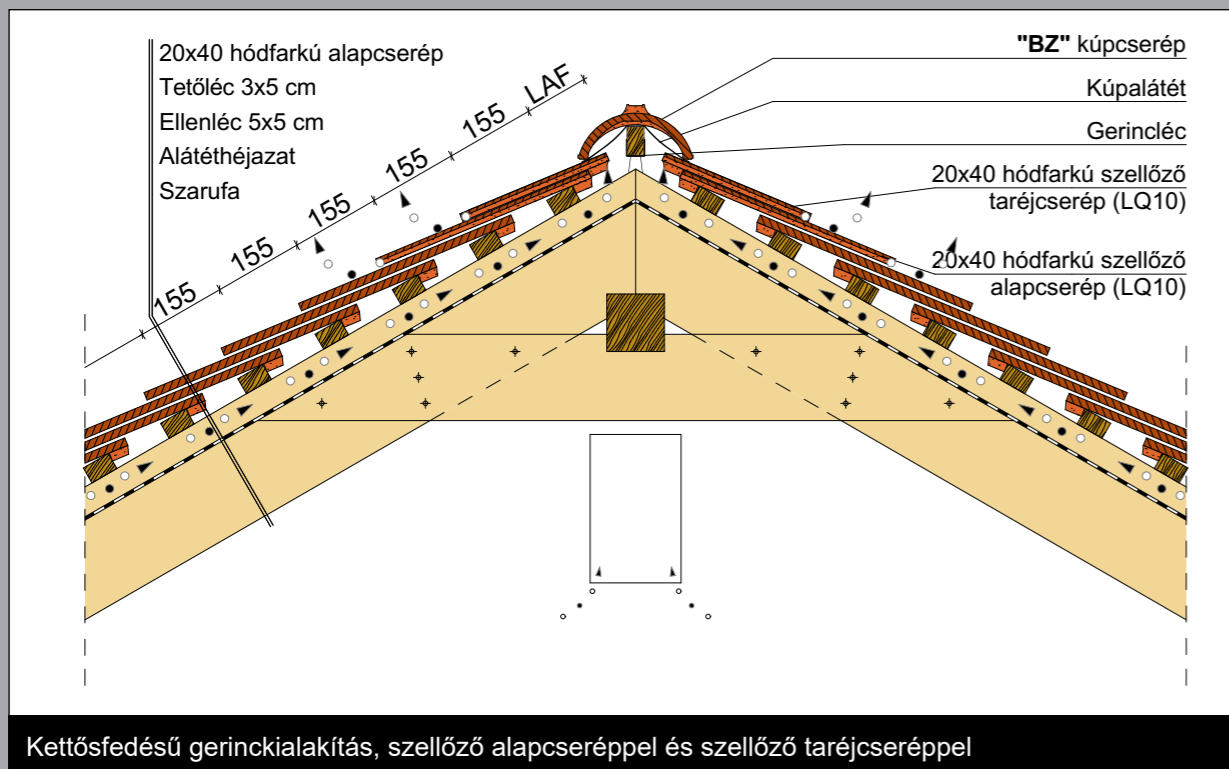 20x40 hódfarkú alapcserép
Tetőléc 3x5 cm
Ellenléc 5x5 cm
Alátéthéjazat
Szarufa
155
155
155
155
155
LAF
"BZ" kúpcserép
Kúpalátét
Gerincléc
20x40 hódfarkú szellőző
taréjcserép (LQ10)
20x40 hódfarkú szellőző
alapcserép (LQ10)
Kettősfedésű gerinckialakítás, szellőző alapcseréppel és szellőző taréjcseréppel